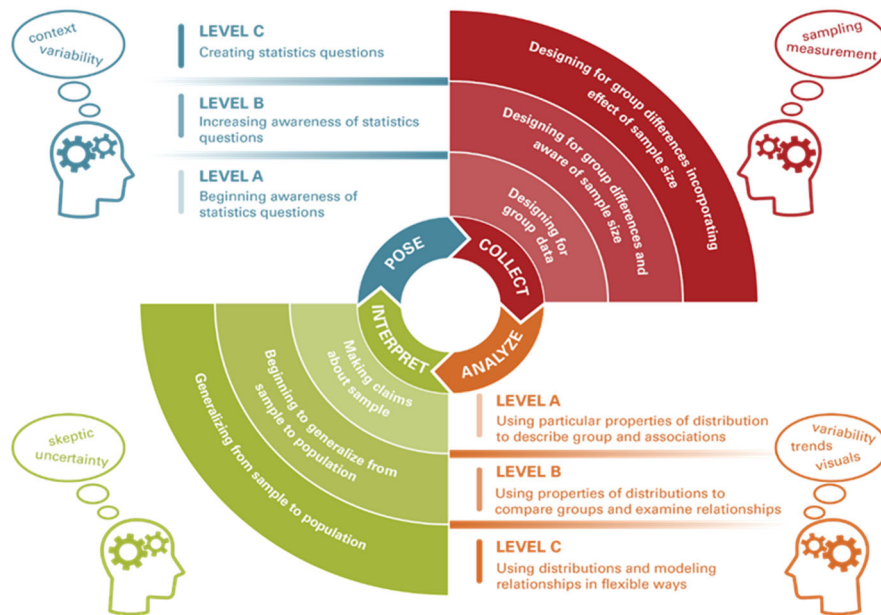 context
variability
LEVEL C
Creating statistics questions
LEVEL B
Increasing awareness of statistics
questions
LEVEL A
Beginning awareness of
statistics questions
Designing for group differences incorporating
effect of sample size
Designing for group differences and
aware of sample size
Designing for
group data
sampling
measurement
POSE
COLLECT
ANALYZE
INTERPRET
Making claims
about sample
Beginning to generalize from
sample to population
Generalizing from sample to population
skeptic
uncertainty
LEVEL A
Using particular properties of distribution
to describe group and associations
LEVEL B
Using properties of distributions to
compare groups and examine relationships
LEVEL C
Using distributions and modeling
relationships in flexible ways
variability
trends
visuals